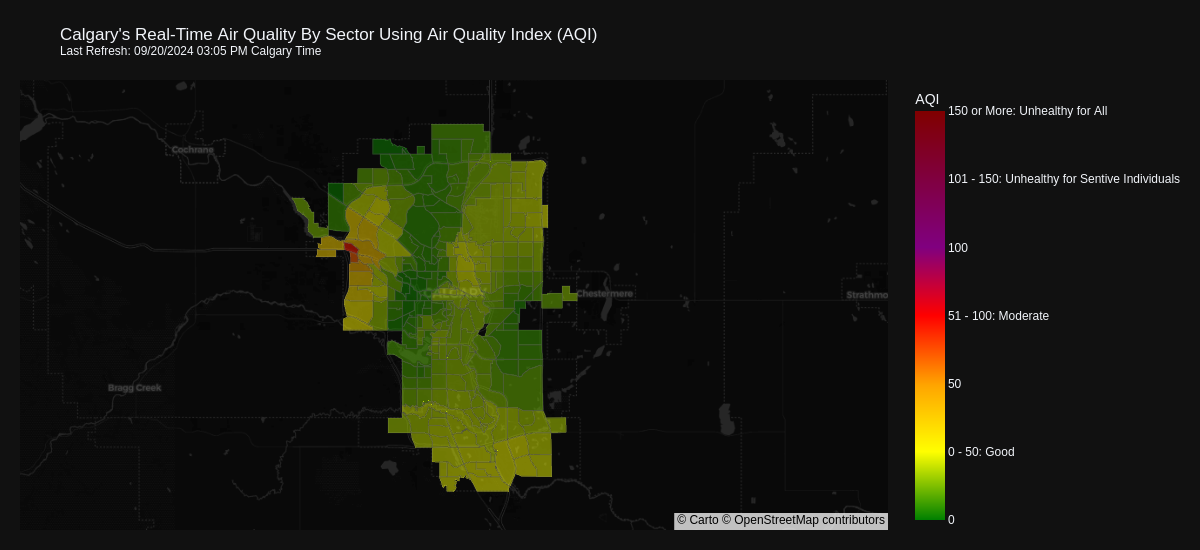 Calgary's Real-Time Air Quality By Sector Using Air Quality Index (AQI)
Last Refresh: 09/20/2024 03:05 PM Calgary Time
AQI
150 or More: Unhealthy for All
Cochrane
101 - 150: Unhealthy for Sentive Individuals
100
CALGARY
Chestermere
Strathmo
51 - 100: Moderate
50
Bragg Creek
0 - 50: Good
0
© Carto © OpenStreetMap contributors